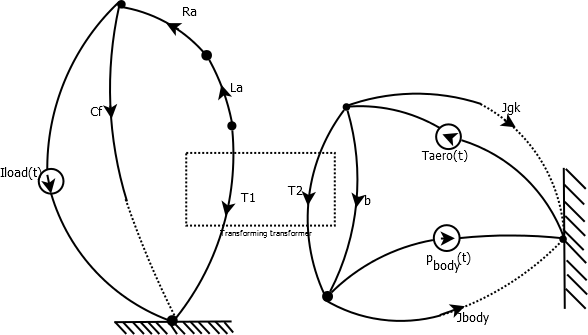 Ra
La
Cf
Iload(t)
T1
Transforming transformer
T2
b
Jgk
Taero(t)
pbody(t)
Jbody